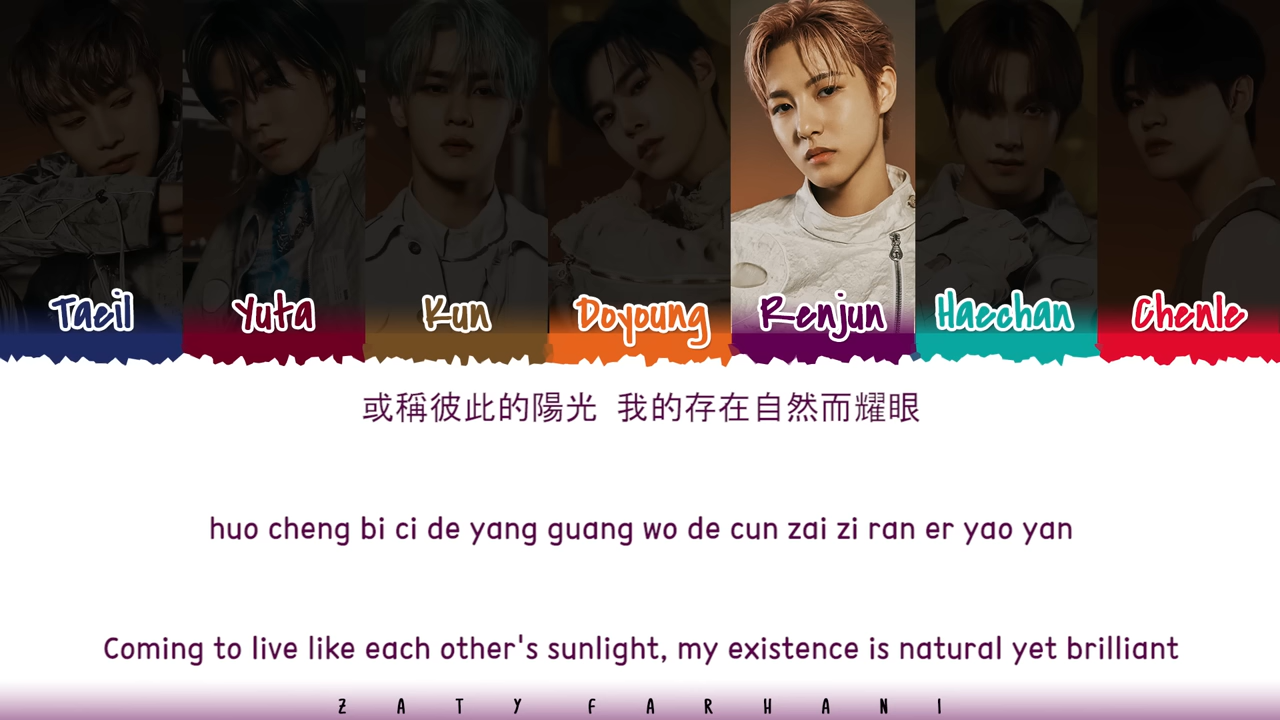 Taeil Yuta Kun Doyoung Renjun Haechan Chenle
或稱彼此的陽光 我的存在自然而耀眼
huo cheng bi ci de yang guang wo de cun zai zi ran er yao yan
Coming to live like each other's sunlight, my existence is natural yet brilliant
ZATY FARHANI